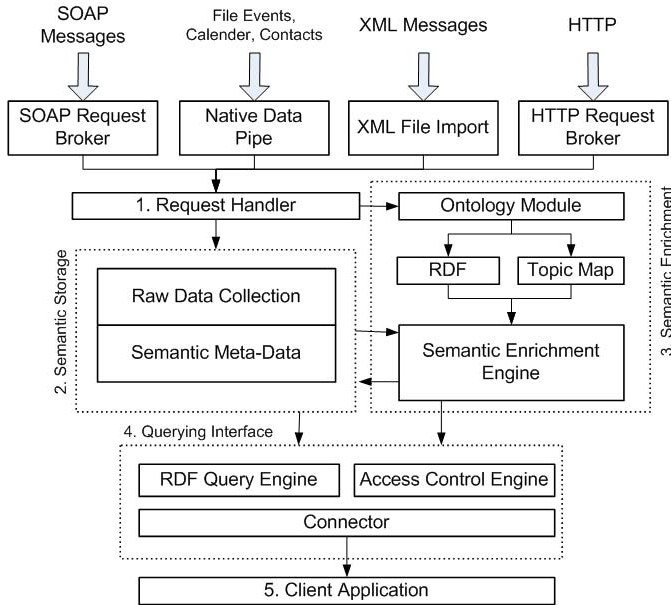 SOAP
Messages
File Events,
Calender, Contacts
XML Messages
HTTP
SOAP Request
Broker
Native Data
Pipe
XML File Import
HTTP Request
Broker
1. Request Handler
Ontology Module
RDF
Topic Map
3. Semantic Enrichment
2. Semantic Storage
Raw Data Collection
Semantic Meta-Data
Semantic Enrichment
Engine
4. Querying Interface
RDF Query Engine
Access Control Engine
Connector
5. Client Application